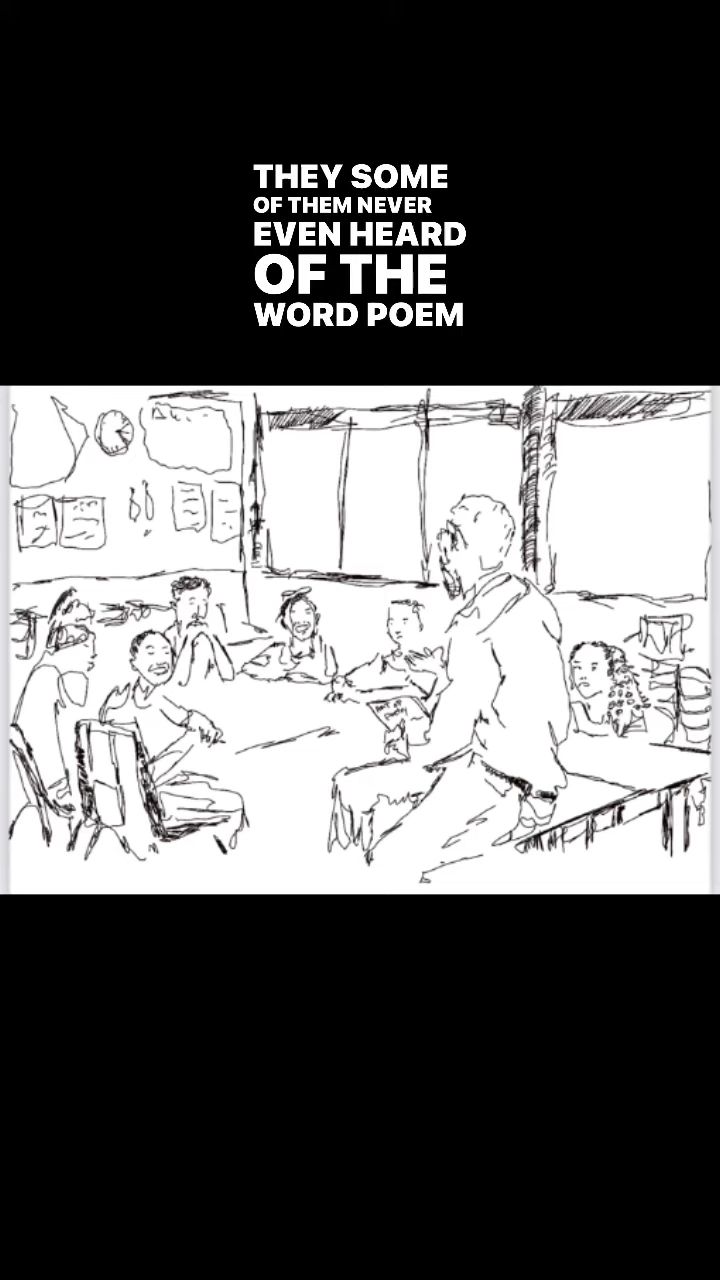 THEY SOME
OF THEM NEVER
EVEN HEARD
OF THE
WORD POEM